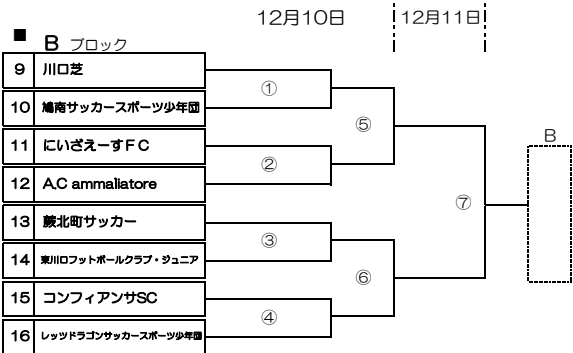 12月10日 12月11日
■ B ブロック
9 川口芝
①
10 鳩南サッカースポーツ少年団
⑤
11 にいざえーすＦＣ
B
②
12 A.C ammaliatore
⑦
13 蕨北町サッカー
③
14 東川口フットボールクラブ・ジュニア
⑥
15 コンフィアンサSC
④
16 レッツドラゴンサッカースポーツ少年団